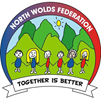 NORTH WOLDS FEDERATION
TOGETHER IS BETTER